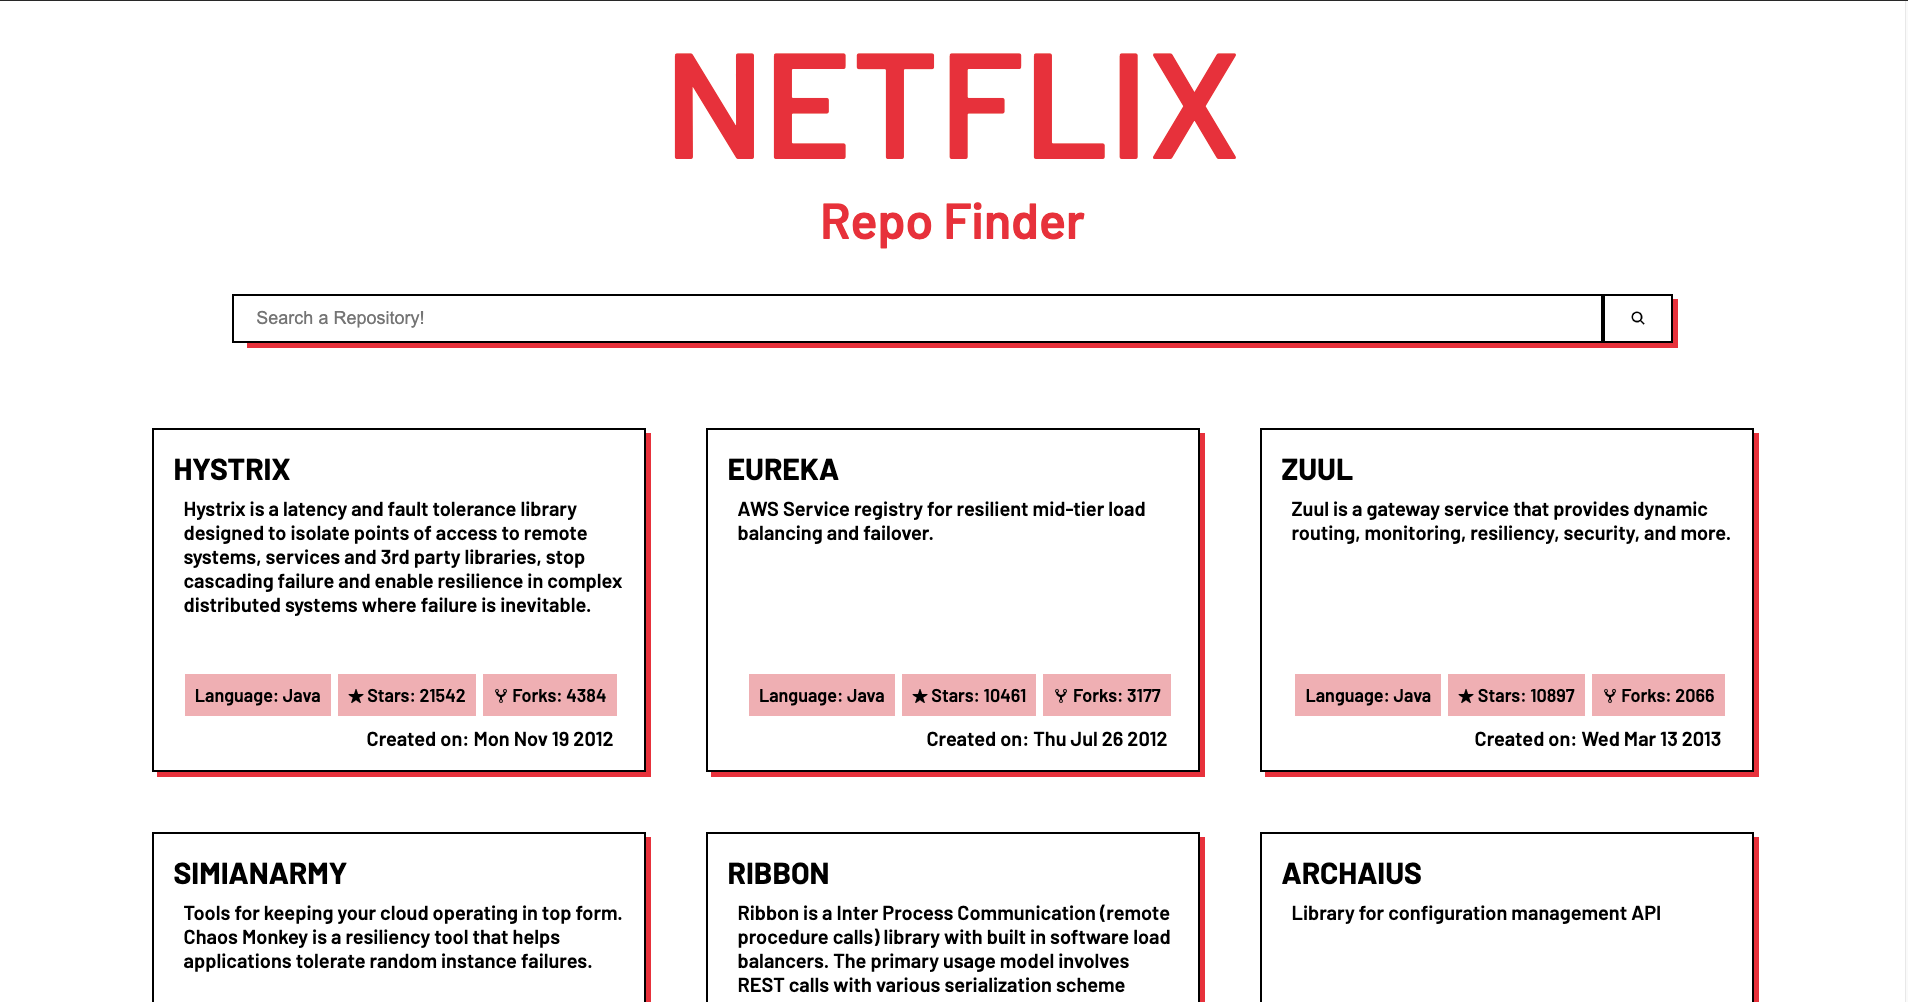 NETFLIX
Repo Finder
Search a Repository!
HYSTRIX
Hystrix is a latency and fault tolerance library
designed to isolate points of access to remote
systems, services and 3rd party libraries, stop
cascading failure and enable resilience in complex
distributed systems where failure is inevitable.
Language: Java
Stars: 21542
Forks: 4384
Created on: Mon Nov 19 2012
EUREKA
AWS Service registry for resilient mid-tier load
balancing and failover.
Language: Java
Stars: 10461
Forks: 3177
Created on: Thu Jul 26 2012
ZUUL
Zuul is a gateway service that provides dynamic
routing, monitoring, resiliency, security, and more.
Language: Java
Stars: 10897
Forks: 2066
Created on: Wed Mar 13 2013
SIMIANARMY
Tools for keeping your cloud operating in top form.
Chaos Monkey is a resiliency tool that helps
applications tolerate random instance failures.
RIBBON
Ribbon is a Inter Process Communication (remote
procedure calls) library with built in software load
balancers. The primary usage model involves
REST calls with various serialization scheme
ARCHAIUS
Library for configuration management API